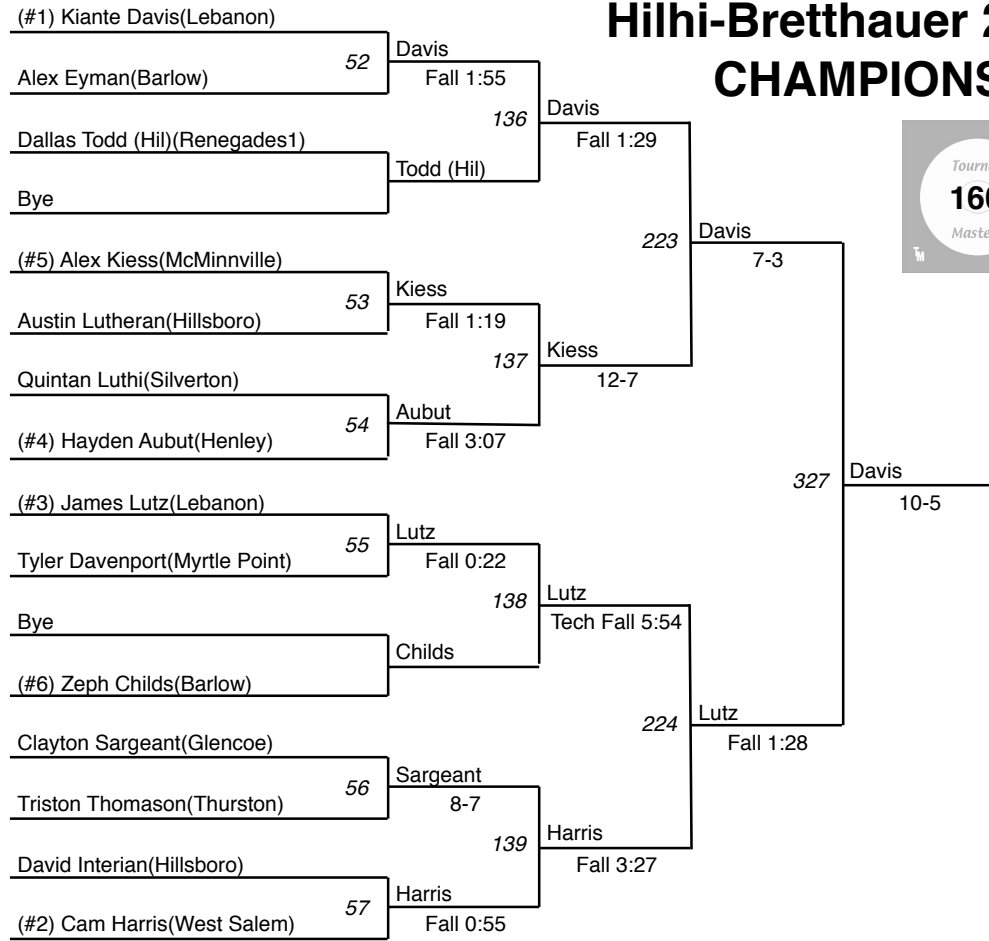 Hilhi-Bretthauer
CHAMPIONS
(#1) Kiante Davis(Lebanon)
52
Davis
Fall 1:55
Alex Eyman(Barlow)
136
Davis
Fall 1:29
Dallas Todd (Hil)(Renegades1)
Todd (Hil)
Bye
223
Davis
7-3
(#5) Alex Kiess(McMinnville)
53
Kiess
Fall 1:19
Austin Lutheran(Hillsboro)
137
Kiess
12-7
Quintan Luthi(Silverton)
54
Aubut
Fall 3:07
(#4) Hayden Aubut(Henley)
327
Davis
10-5
(#3) James Lutz(Lebanon)
55
Lutz
Fall 0:22
Tyler Davenport(Myrtle Point)
138
Lutz
Tech Fall 5:54
Bye
Childs
(#6) Zeph Childs(Barlow)
224
Lutz
Fall 1:28
Clayton Sargeant(Glencoe)
56
Sargeant
8-7
Triston Thomason(Thurston)
139
Harris
Fall 3:27
David Interian(Hillsboro)
57
Harris
Fall 0:55
(#2) Cam Harris(West Salem)
TM